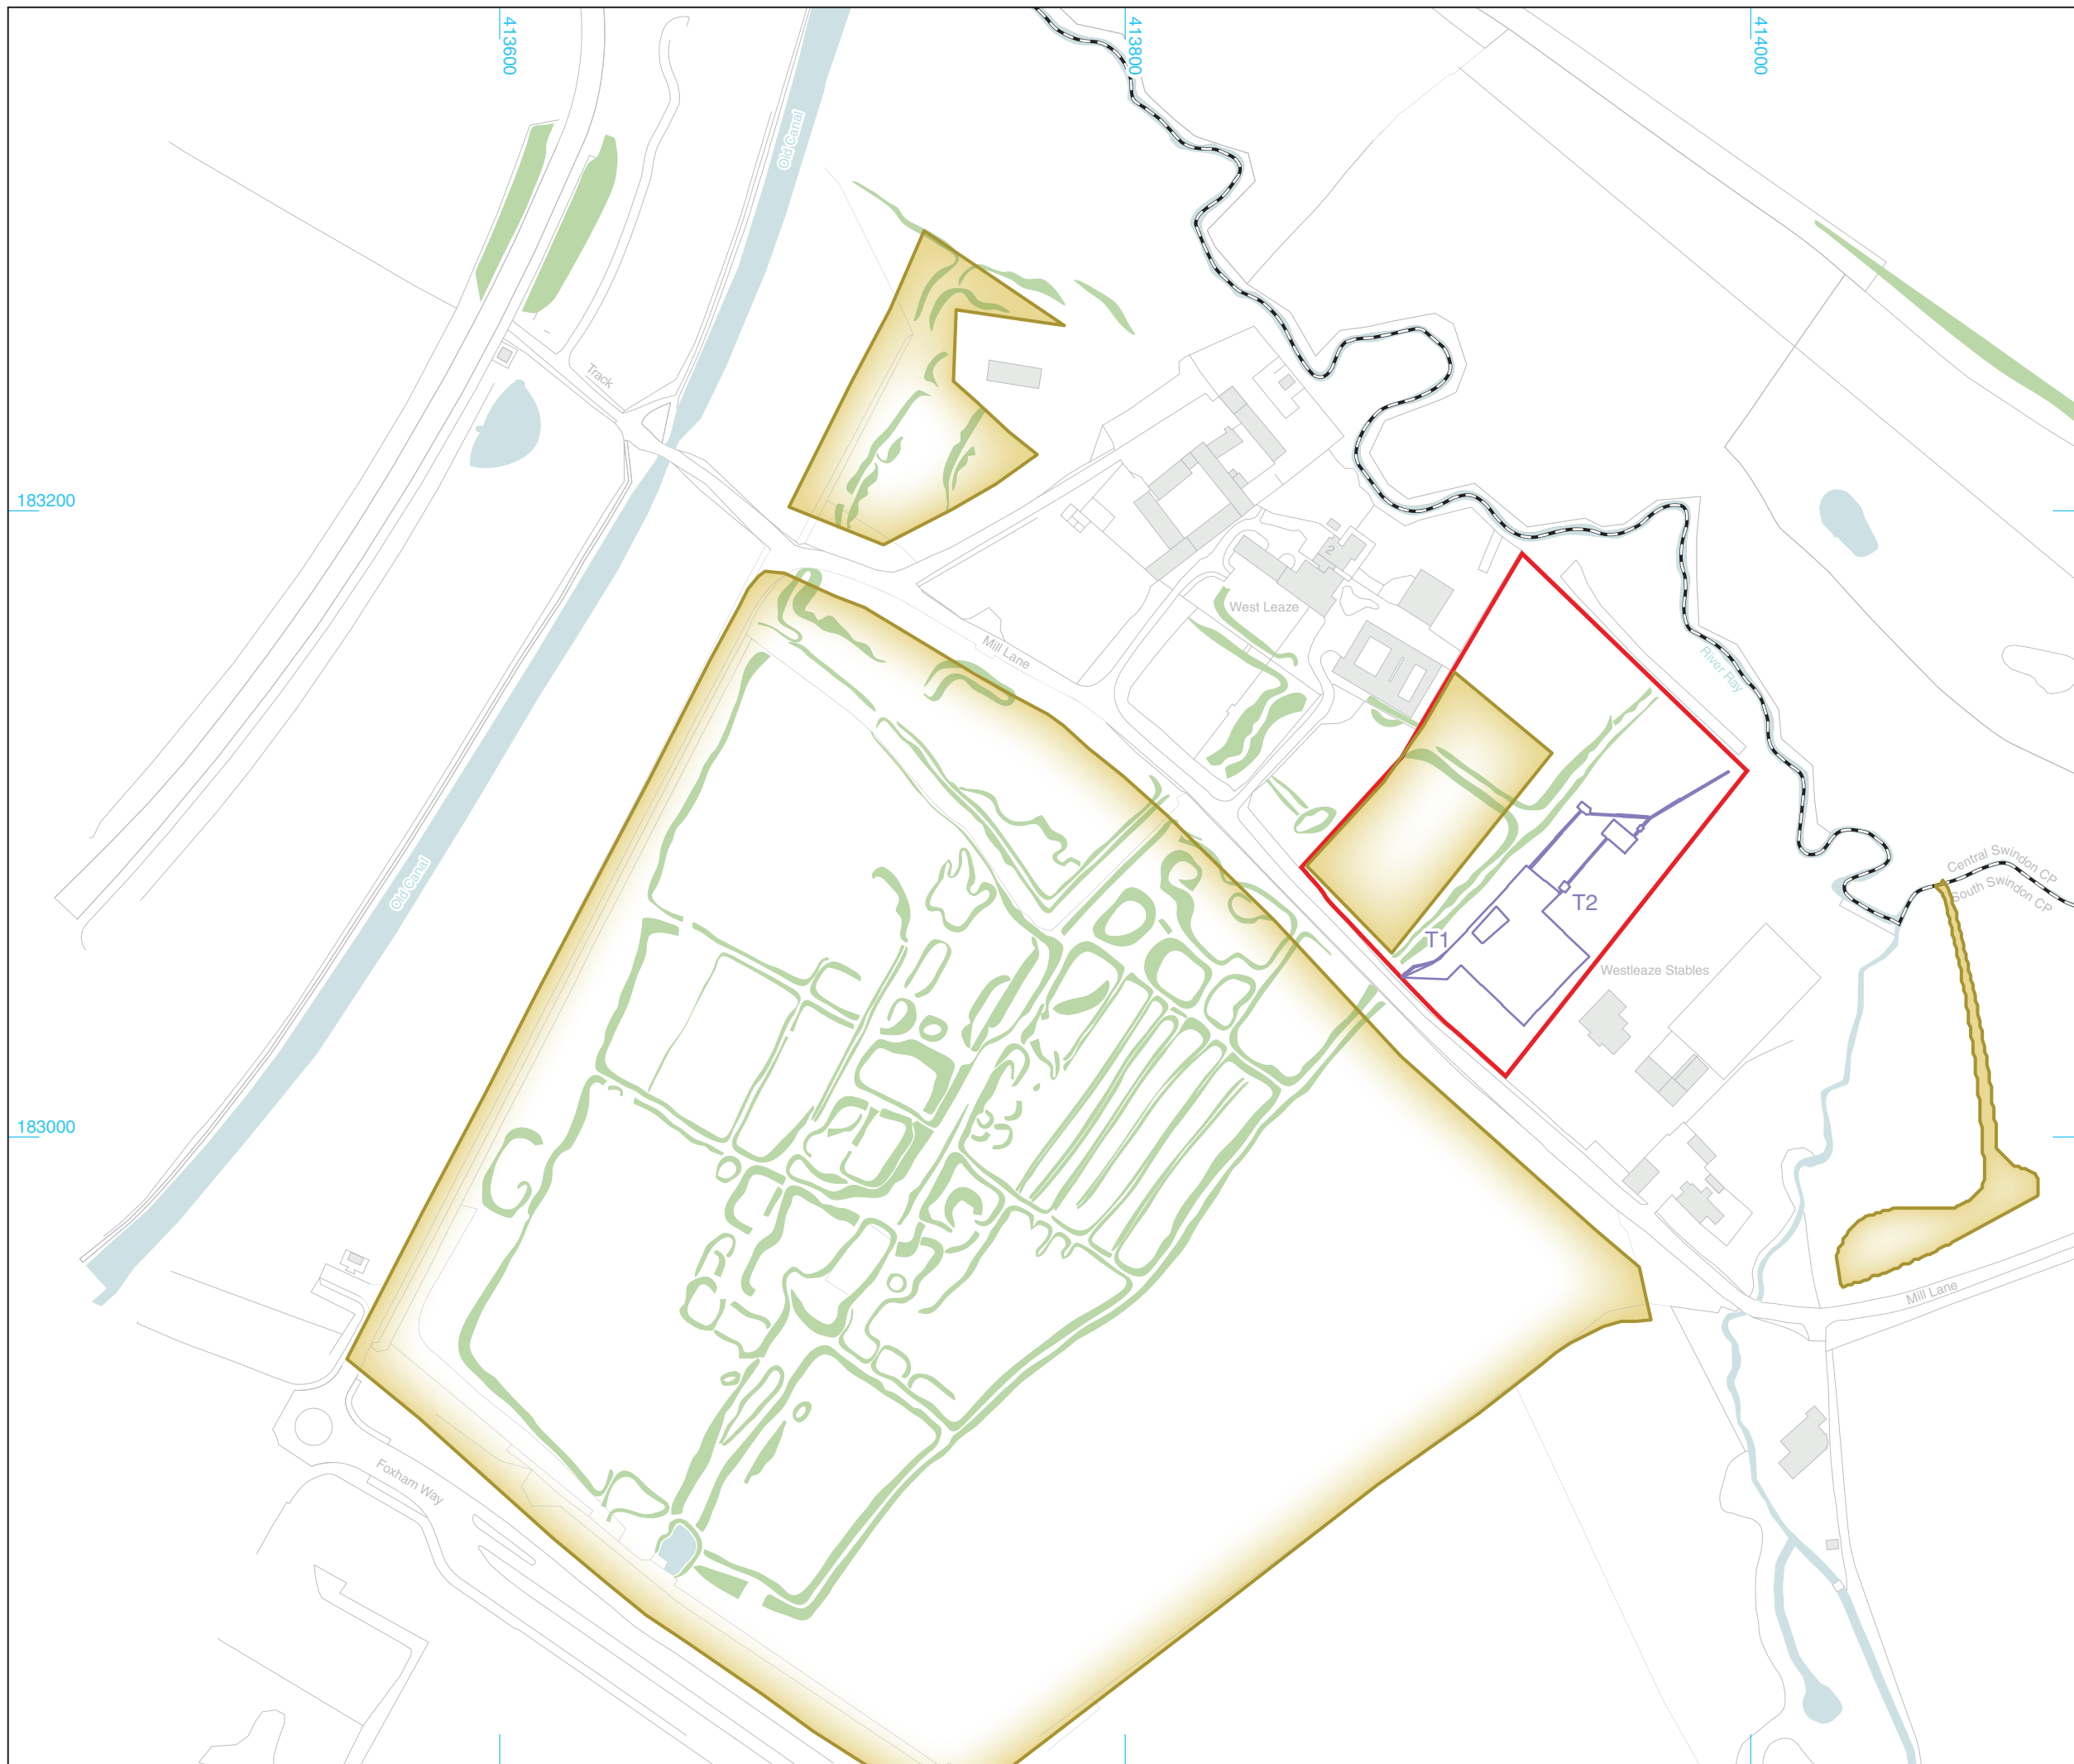 413600
413800
414000
Old Canal
Track
183200
2
West Leaze
Mill Lane
River Ray
Central Swindon CP
South Swindon CP
Old Canal
T2
T1
Westleaze Stables
183000
Mill Lane
Foxham Way